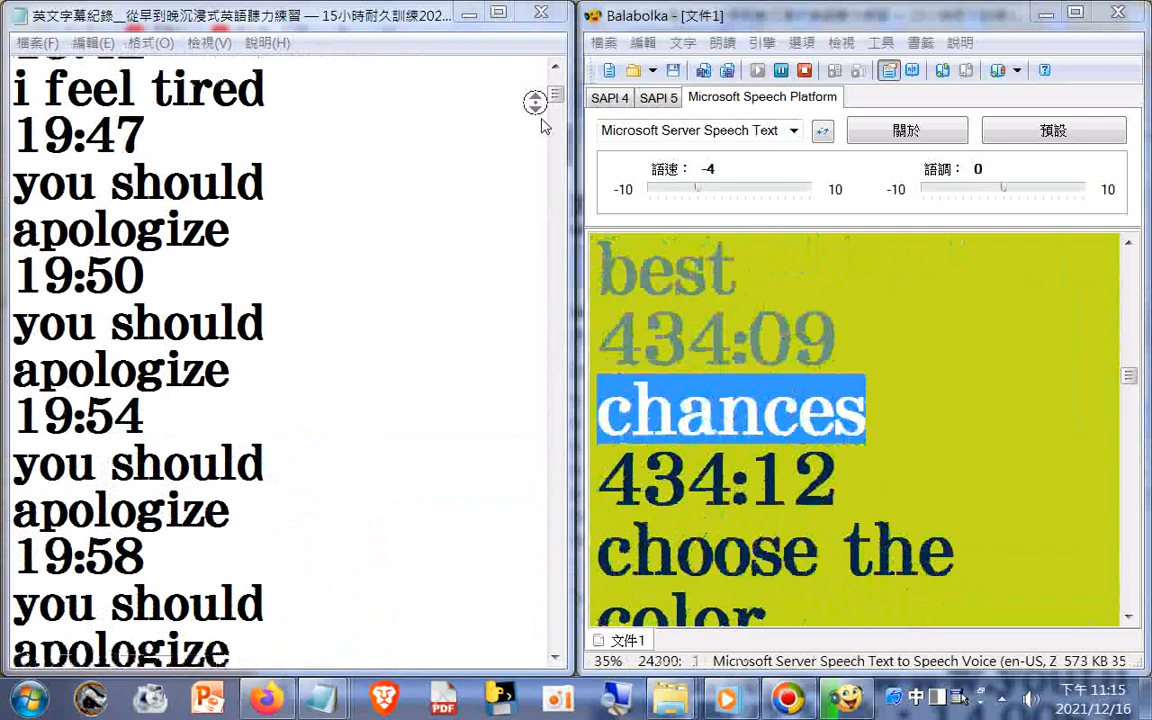 英文字幕紀錄__從早到晚沉浸式英語聽力練習 — 15小時耐久訓練202...
檔案(F) 編輯(E) 格式(O) 檢視(V) 說明(H)
i feel tired
19:47
you should
apologize
19:50
you should
apologize
19:54
you should
apologize
19:58
you should
apologize
Balabolka - [文件1]
檔案 編輯 文字 朗讀 引擎 選項 檢視 工具 書籤 說明
SAPI 4 SAPI 5 Microsoft Speech Platform
Microsoft Server Speech Text 關於 預設
語速： -4 語調： 0
-10 10 -10 10
best
434:09
chances
434:12
choose the
color
文件1
35% 24200: 1 Microsoft Server Speech Text to Speech Voice (en-US, Z 573 KB 35
PDF 中 下午 11:15
2021/12/16